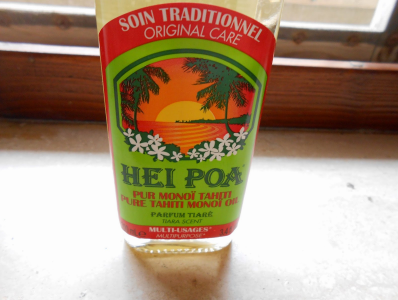 SOIN TRADITIONNEL
ORIGINAL CARE
HEI POA
PUR MONOÏ TAHITI
PURE TAHITI MONOÏ OIL
PARFUM TIARÉ
TIARA SCENT
MULTI-USAGES*
MULTIPURPOSE*